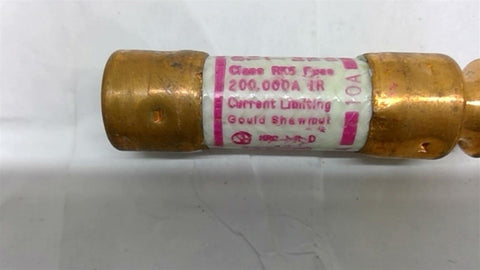 Class RK5 Fuse
200,000A IR
Current Limiting
Gould Shawmut
10A